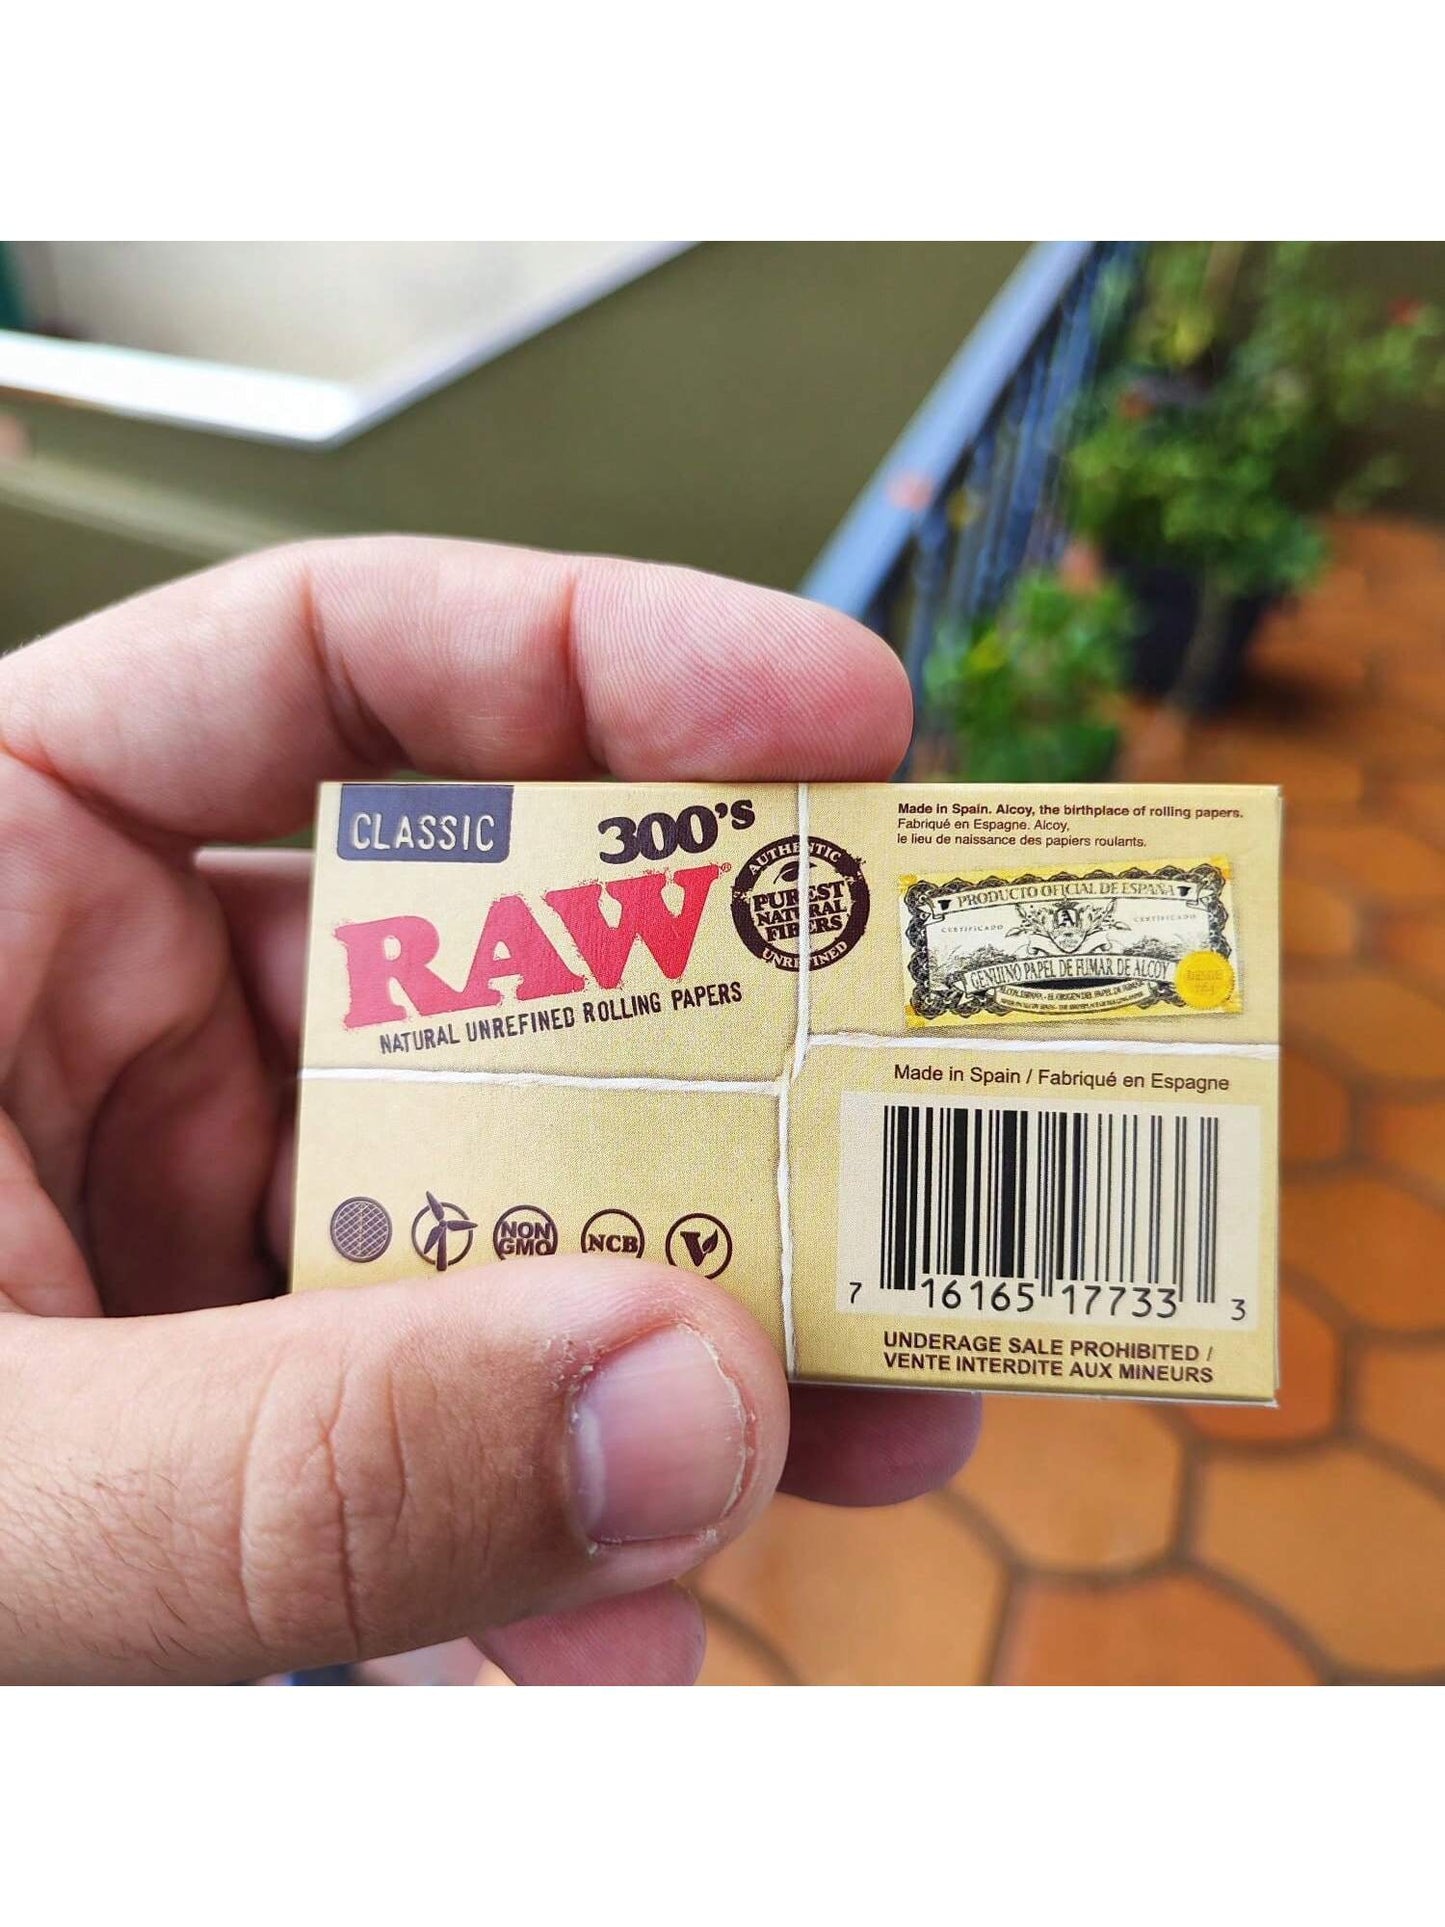 CLASSIC
300's
RAW®
NATURAL UNREFINED ROLLING PAPERS
AUTHENTIC
PUREST
NATURAL
FIBERS
UNREFINED
NON
GMO
NCB
V
Made in Spain. Alcoy, the birthplace of rolling papers.
Fabriqué en Espagne. Alcoy,
le lieu de naissance des papiers roulants.
PRODUCTO OFICIAL DE ESPAÑA
CERTIFICADO A CERTIFICADO
GENUINO PAPEL DE FUMAR DE ALCOY
DESDE
Made in Spain / Fabriqué en Espagne
7 16165 17733 3
UNDERAGE SALE PROHIBITED /
VENTE INTERDITE AUX MINEURS